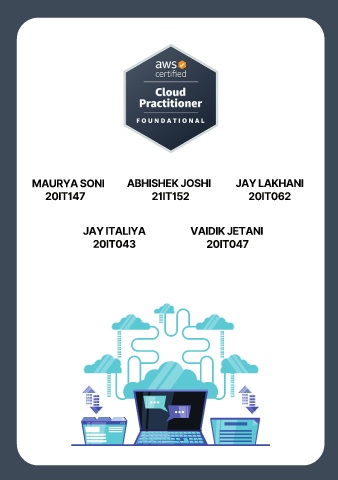 aws
certified
Cloud
Practitioner
FOUNDATIONAL
MAURYA SONI ABHISHEK JOSHI JAY LAKHANI
20IT147 21IT152 20IT062
JAY ITALIYA VAIDIK JETANI
20IT043 20IT047